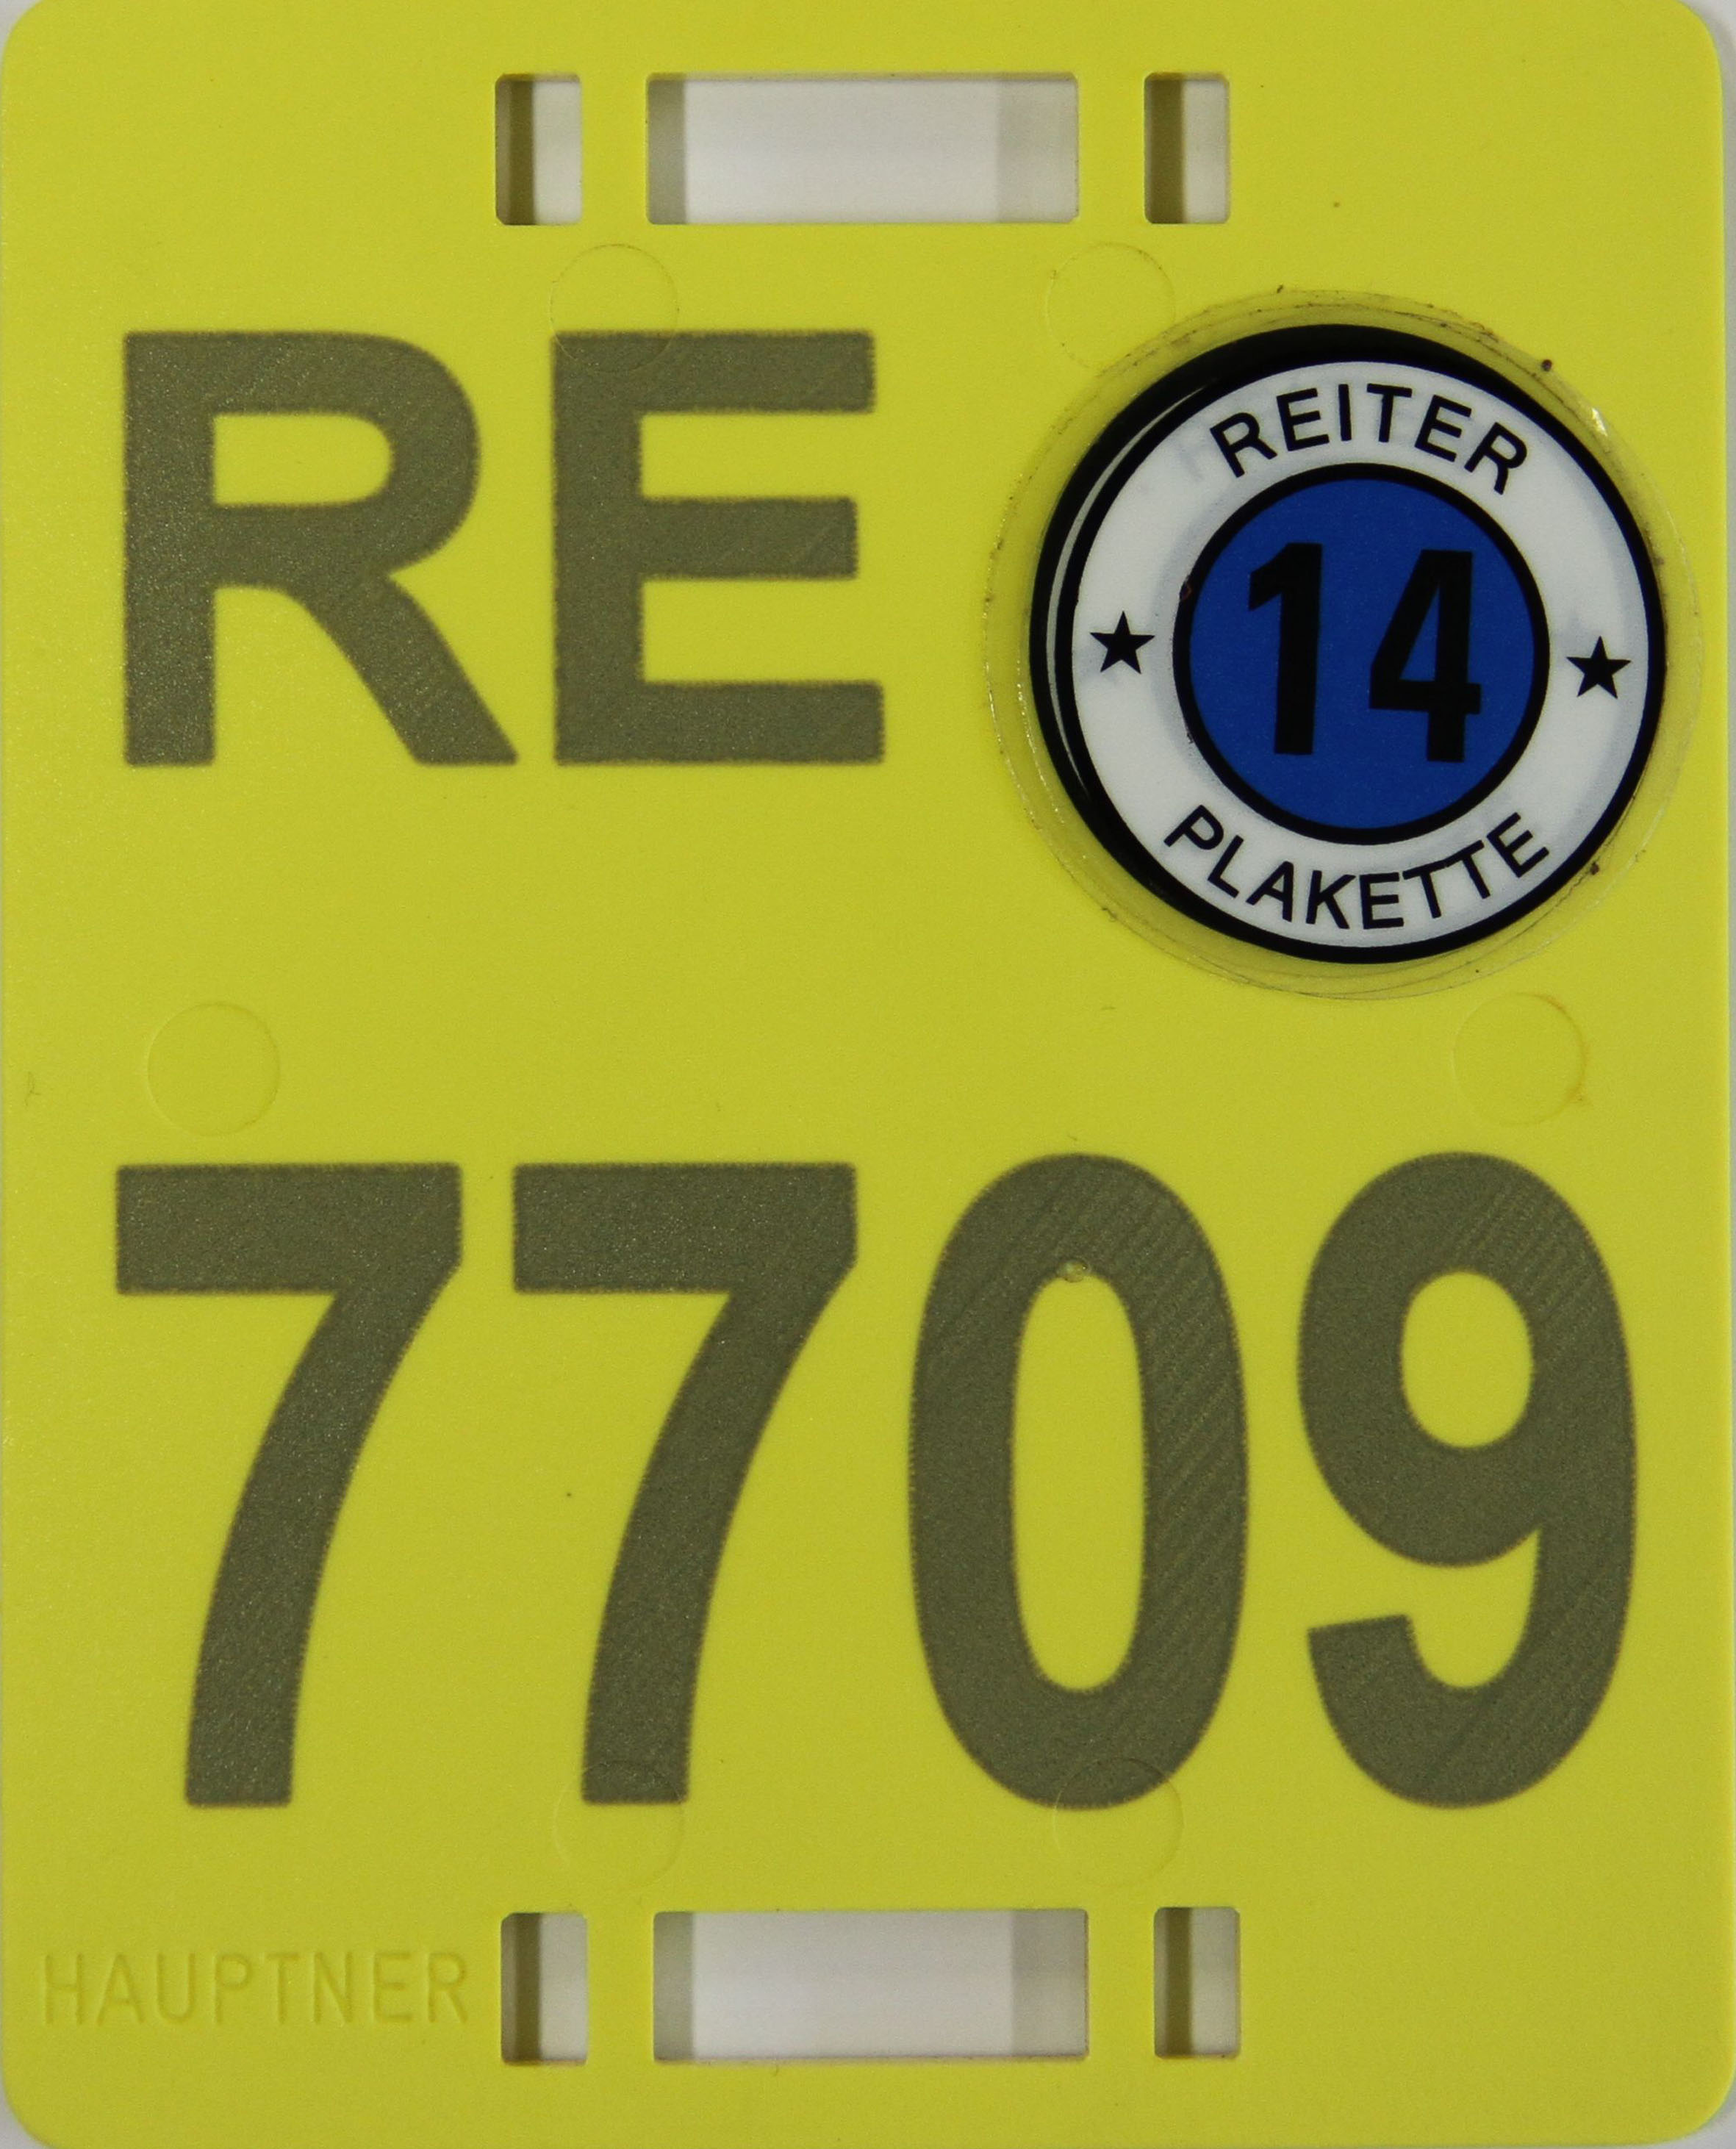 RE
REITER
14
PLAKETTE
7709
HAUPTNER